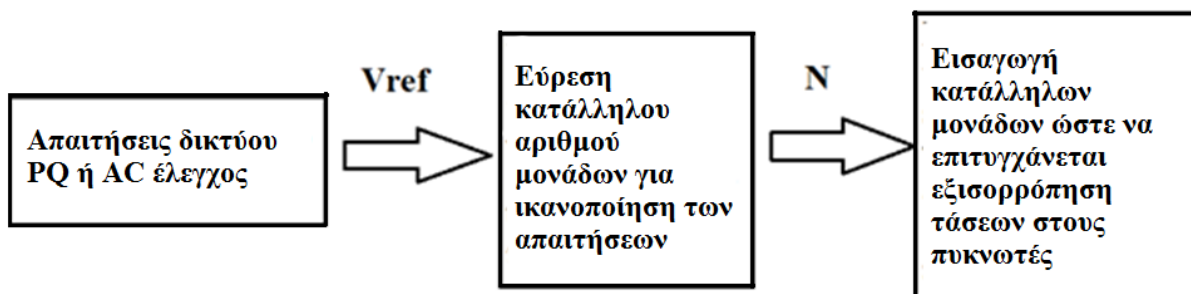 Απαιτήσεις δικτύου
PQ ή AC έλεγχος
Vref
Εύρεση
κατάλληλου
αριθμού
μονάδων για
ικανοποίηση των
απαιτήσεων
N
Εισαγωγή
κατάλληλων
μονάδων ώστε να
επιτυγχάνεται
εξισορρόπηση
τάσεων στους
πυκνωτές